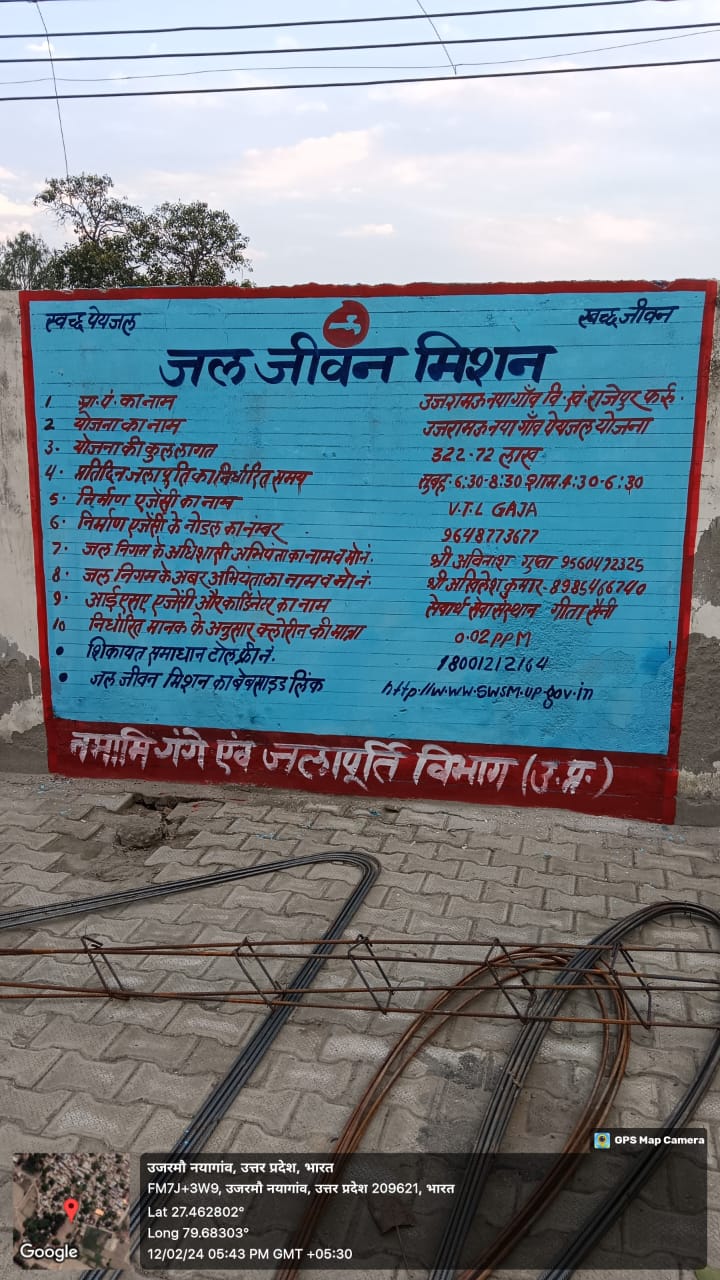 स्वच्छ पेयजल स्वच्छ जीवन
जल जीवन मिशन
1. ग्रा. पं. का नाम उजरामऊ नया गाँव वि. खं. राजेपुर फर्रु.
2 योजना का नाम उजरामऊ नया गाँव पेयजल योजना
3. योजना की कुल लागत 322.72 लाख
4. प्रतिदिन जलापूर्ति का निर्धारित समय सुबह. 6:30-8:30 शाम.4:30-6:30
5. निर्माण एजेंसी का नाम V.T.L GAJA
6. निर्माण एजेंसी के नोडल का नम्बर 9648773677
7. जल निगम के अधिशासी अभियंता का नाम व मो नं. श्री अविनाश गुप्ता 9560472325
8. जल निगम के अवर अभियंता का नाम व मो नं. श्री अखिलेश कुमार-8985466740
9. आई एस ए एजेंसी और कार्डिनेटर का नाम सेवार्थ सेवा संस्थान गीता सैनी
10 निर्धारित मानक के अनुसार क्लोरिन की मात्रा 0.02 PPM
• शिकायत समाधान टोल फ्री नं. 18001212164
• जल जीवन मिशन का बेबसाइड लिंक http://www.swsm.up.gov.in
नमामि गंगे एंव जलापूर्ति विभाग (उ.प्र.)
GPS Map Camera
उजरमौ नयागांव, उत्तर प्रदेश, भारत
FM7J+3W9, उजरमौ नयागांव, उत्तर प्रदेश 209621, भारत
Lat 27.462802°
Long 79.68303°
12/02/24 05:43 PM GMT +05:30
Google